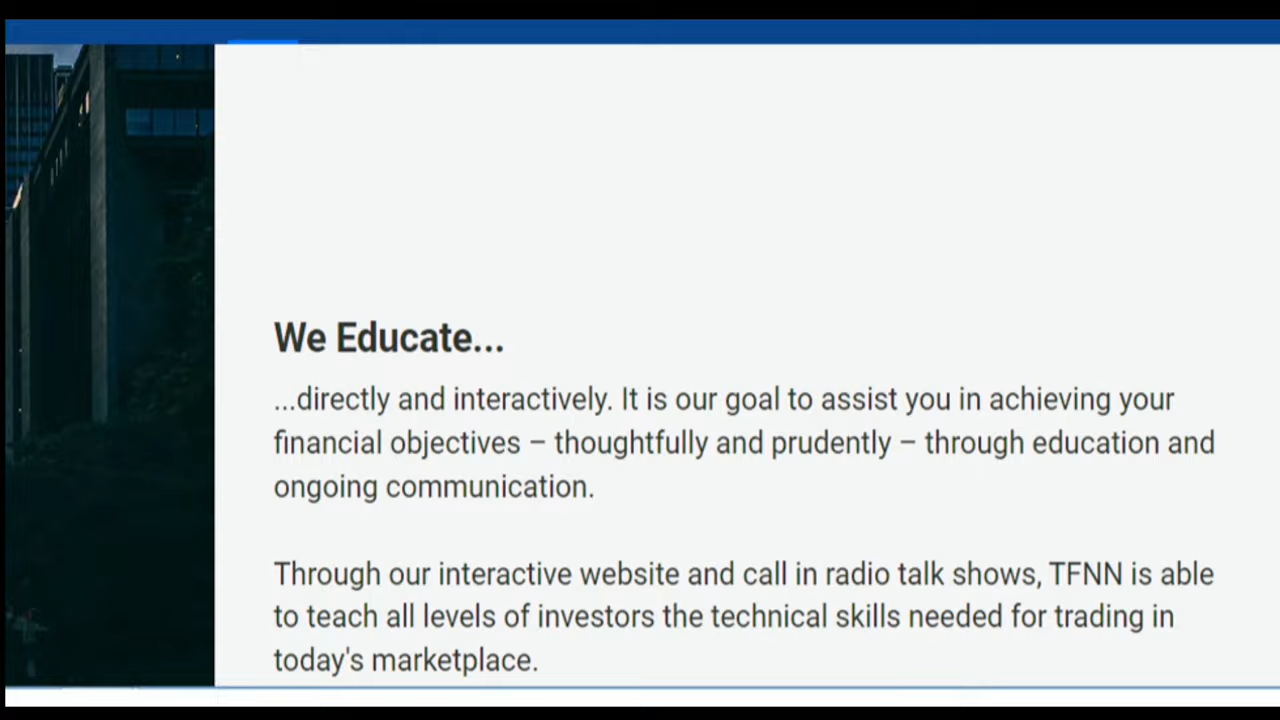 We Educate...
...directly and interactively. It is our goal to assist you in achieving your
financial objectives – thoughtfully and prudently – through education and
ongoing communication.
Through our interactive website and call in radio talk shows, TFNN is able
to teach all levels of investors the technical skills needed for trading in
today's marketplace.